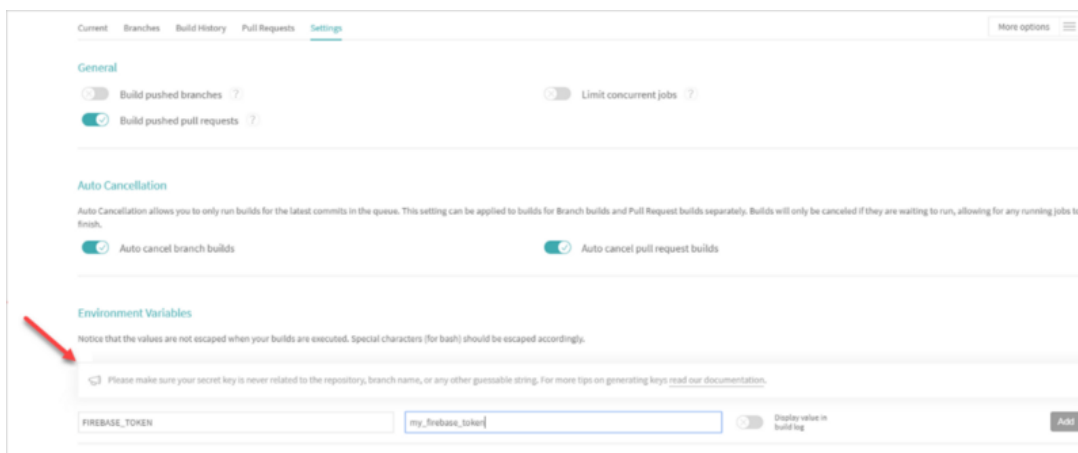 Current Branches Build History Pull Requests Settings More options
General
Build pushed branches ? Limit concurrent jobs ?
Build pushed pull requests ?
Auto Cancellation
Auto Cancellation allows you to only run builds for the latest commits in the queue. This setting can be applied to builds for Branch builds and Pull Request builds separately. Builds will only be canceled if they are waiting to run, allowing for any running jobs to
finish.
Auto cancel branch builds Auto cancel pull request builds
Environment Variables
Notice that the values are not escaped when your builds are executed. Special characters (for bash) should be escaped accordingly.
Please make sure your secret key is never related to the repository, branch name, or any other guessable string. For more tips on generating keys read our documentation.
FIREBASE_TOKEN my_firebase_token Display value in
build log Add